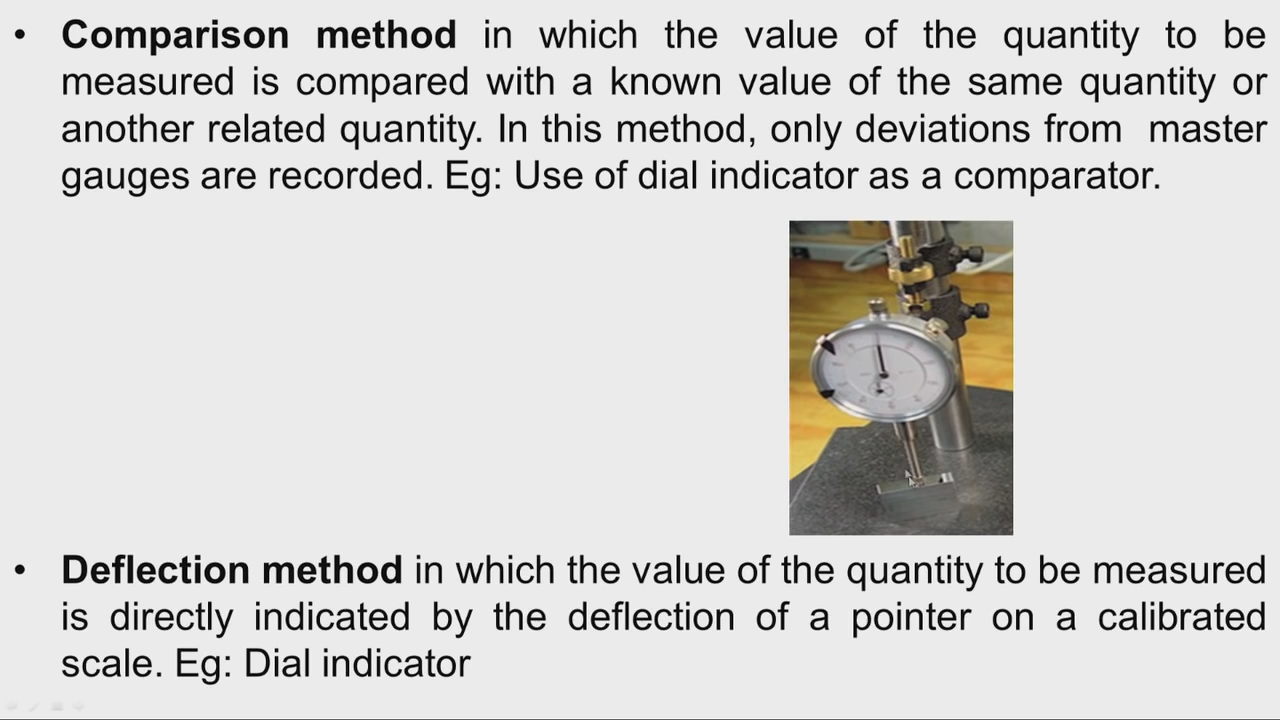 • Comparison method in which the value of the quantity to be
measured is compared with a known value of the same quantity or
another related quantity. In this method, only deviations from master
gauges are recorded. Eg: Use of dial indicator as a comparator.
• Deflection method in which the value of the quantity to be measured
is directly indicated by the deflection of a pointer on a calibrated
scale. Eg: Dial indicator